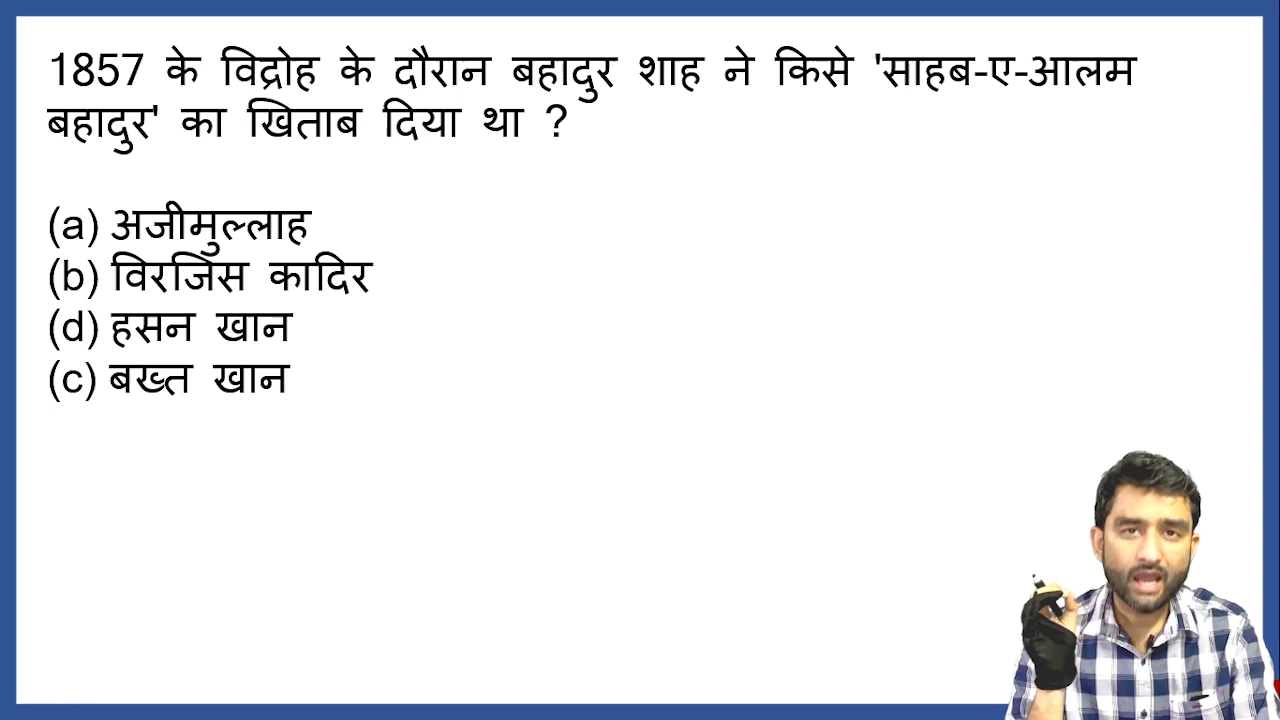 1857 के विद्रोह के दौरान बहादुर शाह ने किसे 'साहब-ए-आलम
बहादुर' का खिताब दिया था ?
(a) अजीमुल्लाह
(b) विरजिस कादिर
(d) हसन खान
(c) बख्त खान